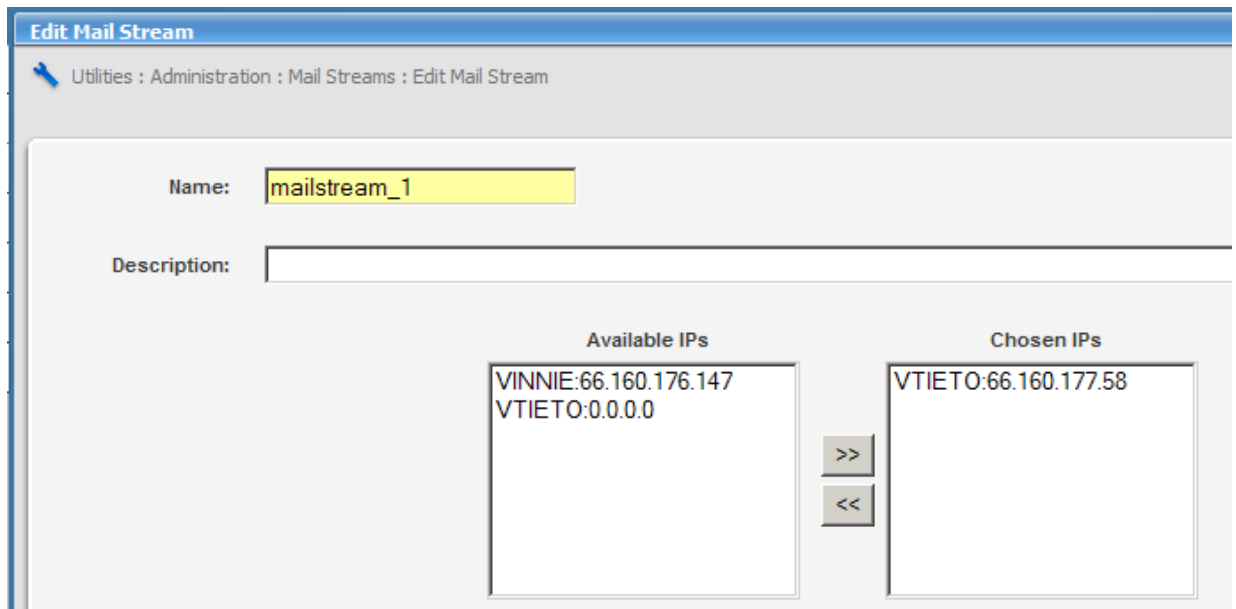 Edit Mail Stream
Utilities : Administration : Mail Streams : Edit Mail Stream
Name: mailstream_1
Description:
Available IPs Chosen IPs
VINNIE:66.160.176.147 VTIETO:66.160.177.58
VTIETO:0.0.0.0
>>
<<